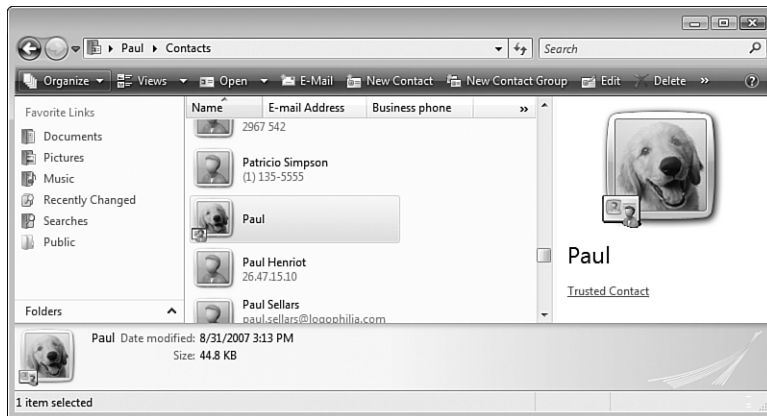 Paul Contacts Search
Organize Views Open E-Mail New Contact New Contact Group Edit Delete »
Favorite Links
Documents
Pictures
Music
Recently Changed
Searches
Public
Folders
Name E-mail Address Business phone »
2967 542
Patricio Simpson
(1) 135-5555
Paul
Paul Henriot
26.47.15.10
Paul Sellars
paul.sellars@logophilia.com
Paul
Trusted Contact
Paul Date modified: 8/31/2007 3:13 PM
Size: 44.8 KB
1 item selected